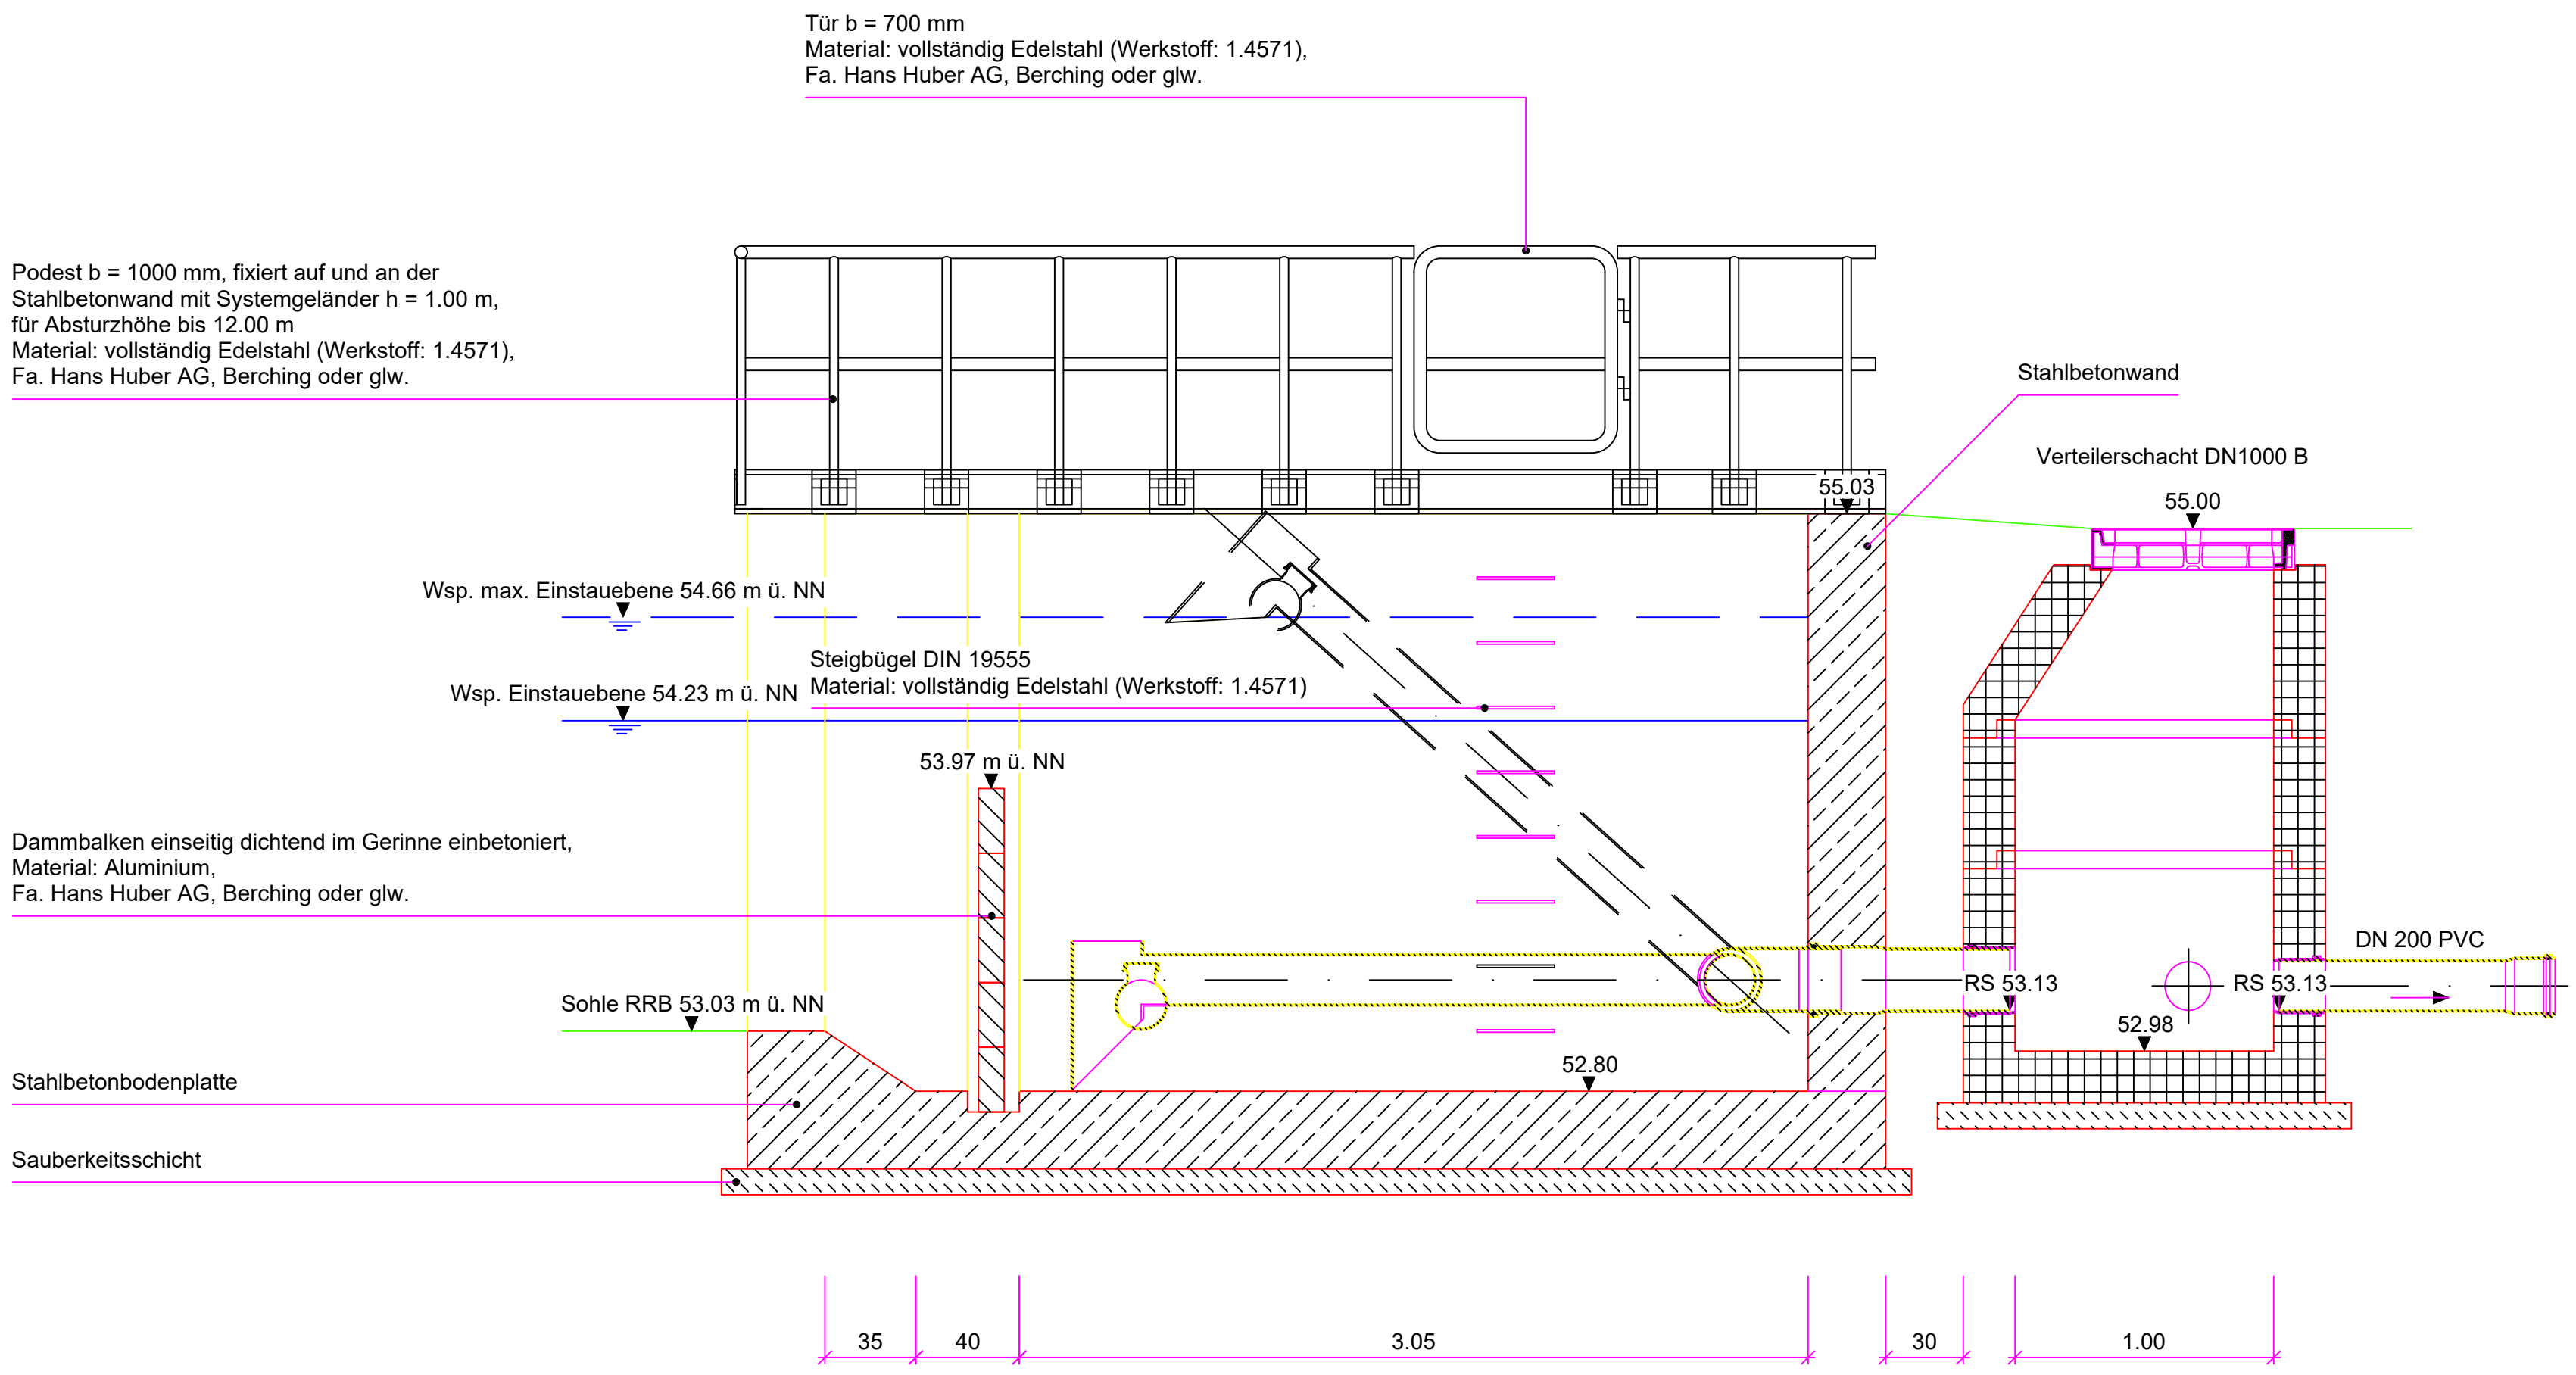 Tür b = 700 mm
Material: vollständig Edelstahl (Werkstoff: 1.4571),
Fa. Hans Huber AG, Berching oder glw.
Podest b = 1000 mm, fixiert auf und an der
Stahlbetonwand mit Systemgeländer h = 1.00 m,
für Absturzhöhe bis 12.00 m
Material: vollständig Edelstahl (Werkstoff: 1.4571),
Fa. Hans Huber AG, Berching oder glw.
Stahlbetonwand
Verteilerschacht DN1000 B
55.03
55.00
Wsp. max. Einstauebene 54.66 m ü. NN
Steigbügel DIN 19555
Material: vollständig Edelstahl (Werkstoff: 1.4571)
Wsp. Einstauebene 54.23 m ü. NN
53.97 m ü. NN
Dammbalken einseitig dichtend im Gerinne einbetoniert,
Material: Aluminium,
Fa. Hans Huber AG, Berching oder glw.
DN 200 PVC
RS 53.13
RS 53.13
Sohle RRB 53.03 m ü. NN
52.98
52.80
Stahlbetonbodenplatte
Sauberkeitsschicht
35
40
3.05
30
1.00